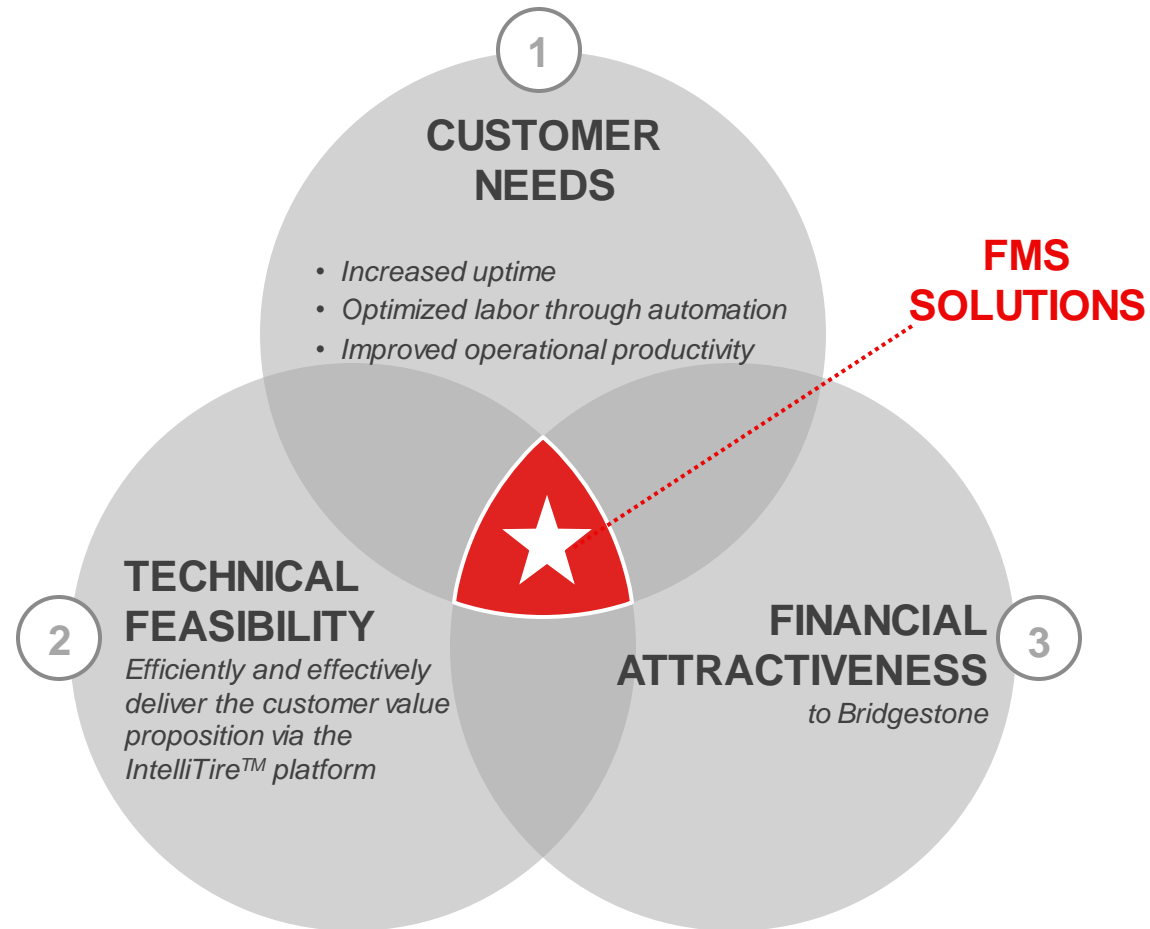 1
CUSTOMER
NEEDS
• Increased uptime
• Optimized labor through automation
• Improved operational productivity
FMS
SOLUTIONS
2
TECHNICAL
FEASIBILITY
Efficiently and effectively
deliver the customer value
proposition via the
IntelliTire™ platform
3
FINANCIAL
ATTRACTIVENESS
to Bridgestone